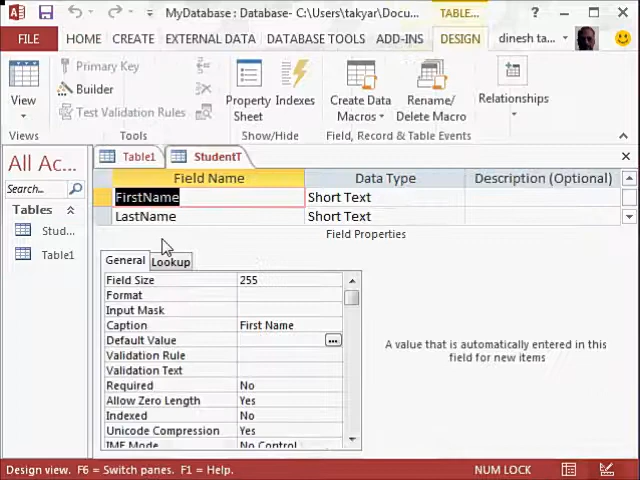 MyDatabase : Database- C:\Users\takyar\Docu...
TABLE...
FILE
HOME
CREATE
EXTERNAL DATA
DATABASE TOOLS
ADD-INS
DESIGN
dinesh ta...
View
Primary Key
Builder
Test Validation Rules
Property Sheet
Indexes
Create Data Macros
Rename/ Delete Macro
Relationships
Views
Tools
Show/Hide
Field, Record & Table Events
All Ac...
Search...
Tables
Stud...
Table1
Table1
StudentT
Field Name
Data Type
Description (Optional)
FirstName
Short Text
LastName
Short Text
Field Properties
General
Lookup
Field Size
255
Format
Input Mask
Caption
First Name
Default Value
Validation Rule
Validation Text
Required
No
Allow Zero Length
Yes
Indexed
No
Unicode Compression
Yes
IME Mode
No Control
A value that is automatically entered in this
field for new items
Design view. F6 = Switch panes. F1 = Help.
NUM LOCK